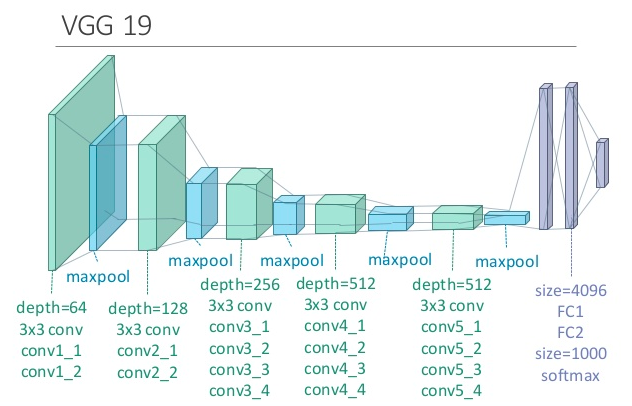 VGG 19
maxpool
maxpool
maxpool
maxpool
maxpool
depth=64
3x3 conv
conv1_1
conv1_2
depth=128
3x3 conv
conv2_1
conv2_2
depth=256
3x3 conv
conv3_1
conv3_2
conv3_3
conv3_4
depth=512
3x3 conv
conv4_1
conv4_2
conv4_3
conv4_4
depth=512
3x3 conv
conv5_1
conv5_2
conv5_3
conv5_4
size=4096
FC1
FC2
size=1000
softmax